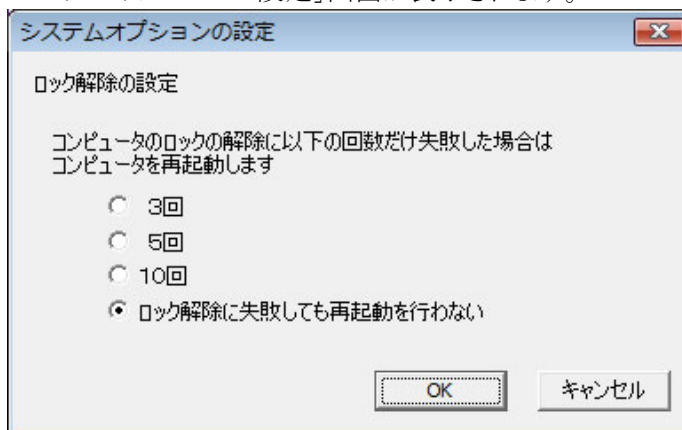 システムオプションの設定
ロック解除の設定
コンピュータのロックの解除に以下の回数だけ失敗した場合は
コンピュータを再起動します
3回
5回
10回
ロック解除に失敗しても再起動を行わない
OK キャンセル